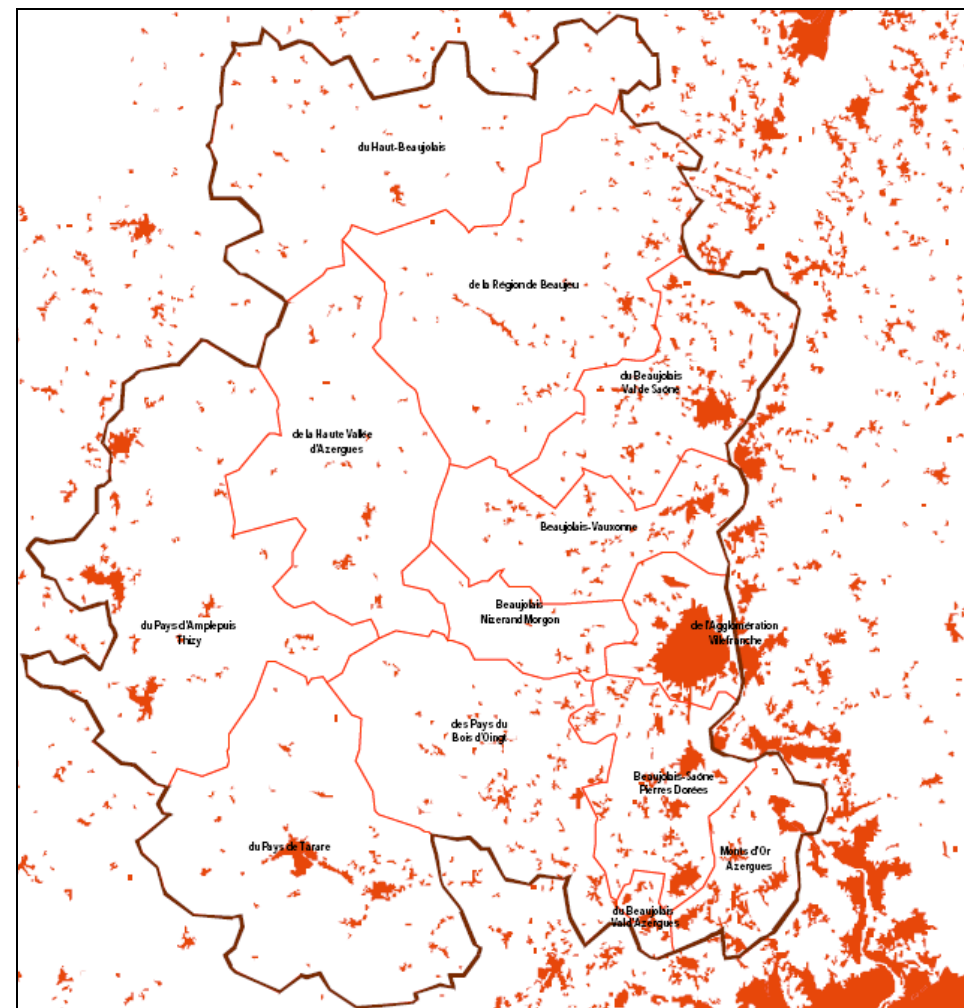 du Haut-Beaujolais
de la Région de Beaujeu
du Beaujolais
Val de Saône
de la Haute Vallée
d'Azergues
Beaujolais-Vauxonne
Beaujolais
Nizerand Morgon
de l'Agglomération
Villefranche
du Pays d'Amplepuis
Thizy
des Pays du
Bois d'Oingt
Beaujolais-Saône
Pierres Dorées
du Pays de Tarare
Monts d'Or
Azergues
du Beaujolais
Val d'Azergues